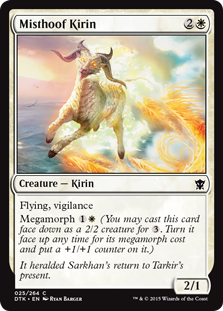 Misthoof Kirin 2
Creature — Kirin
Flying, vigilance
Megamorph 1 (You may cast this
card face down as a 2/2 creature for 3. Turn it
face up any time for its megamorph cost
and put a +1/+1 counter on it.)
It heralded Sarkhan's return to Tarkir's
present.
2/1
025/264 C
DTK • EN Ryan Barger
™ & © 2015 Wizards of the Coast